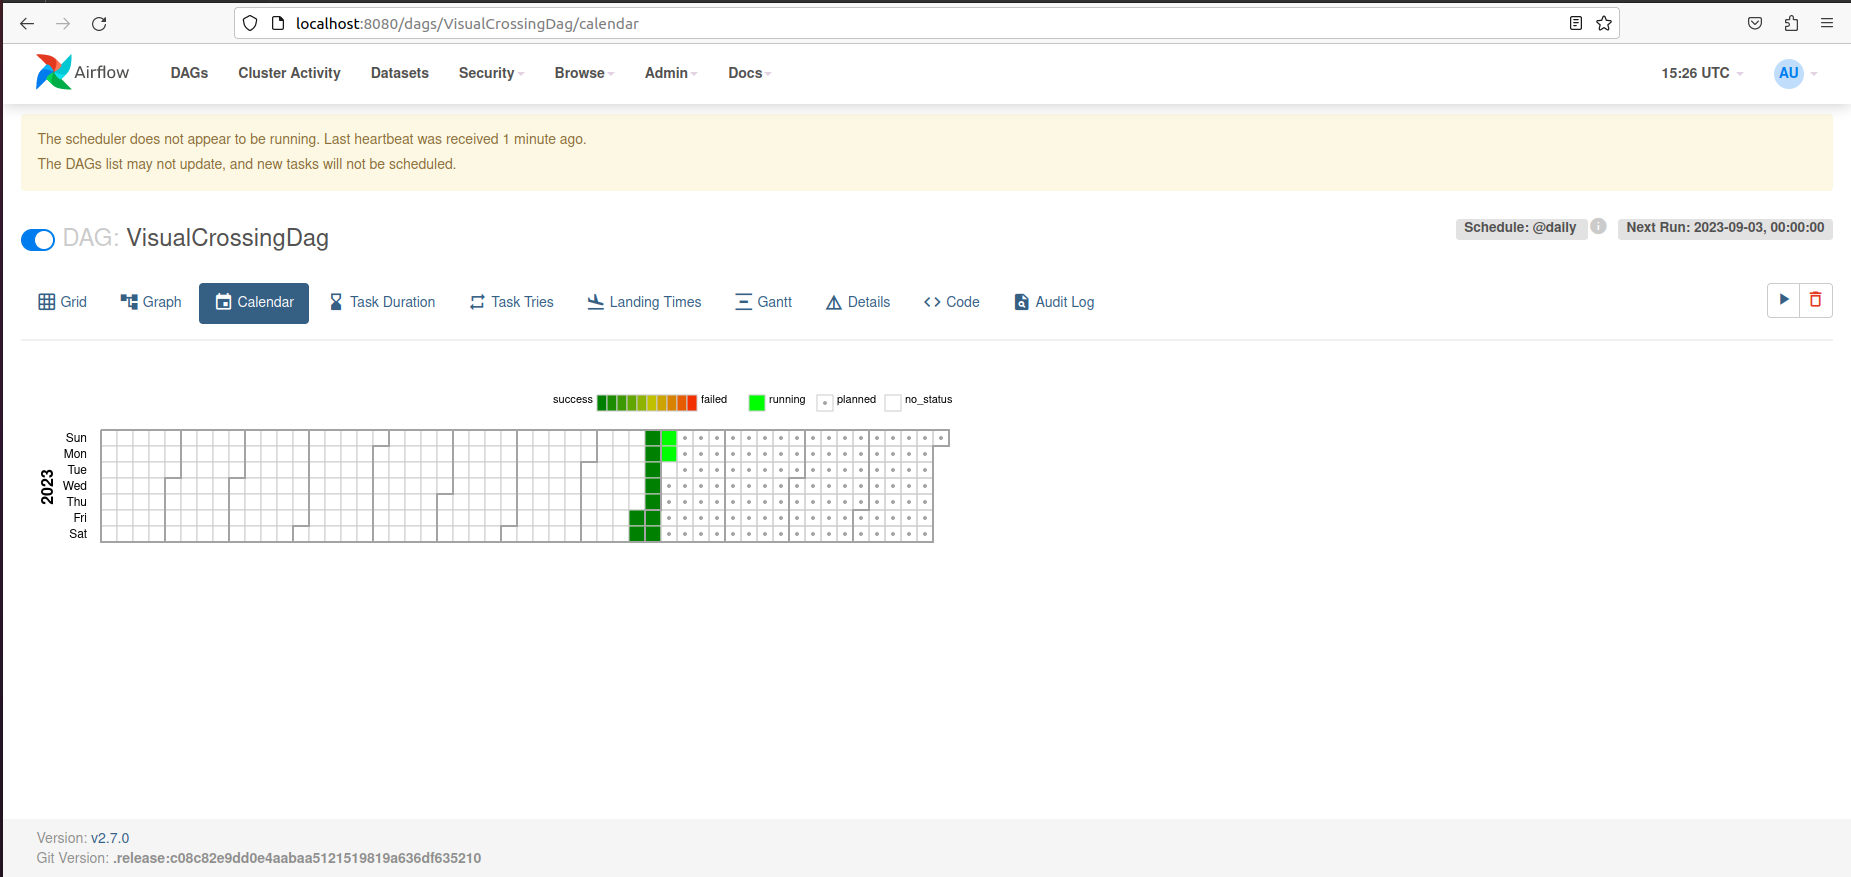 localhost:8080/dags/VisualCrossingDag/calendar
Airflow DAGs Cluster Activity Datasets Security Browse Admin Docs 15:26 UTC AU
The scheduler does not appear to be running. Last heartbeat was received 1 minute ago.
The DAGs list may not update, and new tasks will not be scheduled.
DAG: VisualCrossingDag Schedule: @daily i Next Run: 2023-09-03, 00:00:00
Grid Graph Calendar Task Duration Task Tries Landing Times Gantt Details Code Audit Log
success failed running planned no_status
2023
Sun
Mon
Tue
Wed
Thu
Fri
Sat
Version: v2.7.0
Git Version: .release:c08c82e9dd0e4aabaa5121519819a636df635210